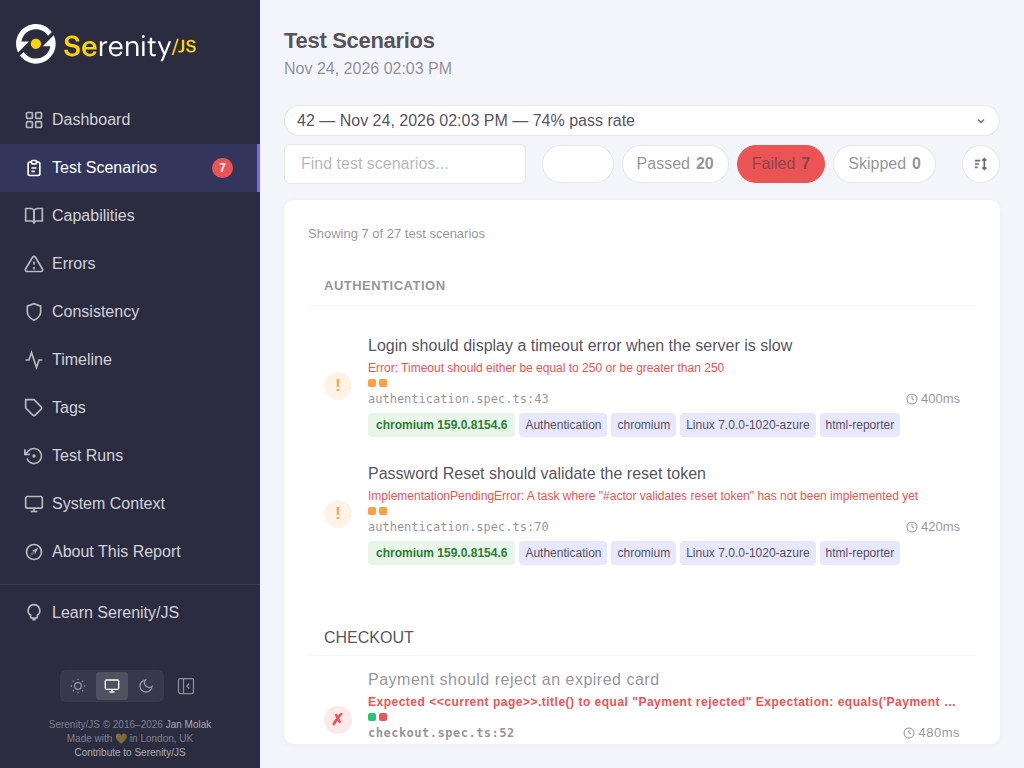 Serenity/JS
Dashboard
Test Scenarios 7
Capabilities
Errors
Consistency
Timeline
Tags
Test Runs
System Context
About This Report
Learn Serenity/JS
Serenity/JS © 2016–2026 Jan Molak
Made with 💛 in London, UK
Contribute to Serenity/JS
Test Scenarios
Nov 24, 2026 02:03 PM
42 — Nov 24, 2026 02:03 PM — 74% pass rate
Find test scenarios...
Passed 20
Failed 7
Skipped 0
Showing 7 of 27 test scenarios
AUTHENTICATION
Login should display a timeout error when the server is slow
Error: Timeout should either be equal to 250 or be greater than 250
authentication.spec.ts:43 400ms
chromium 159.0.8154.6 Authentication chromium Linux 7.0.0-1020-azure html-reporter
Password Reset should validate the reset token
ImplementationPendingError: A task where "#actor validates reset token" has not been implemented yet
authentication.spec.ts:70 420ms
chromium 159.0.8154.6 Authentication chromium Linux 7.0.0-1020-azure html-reporter
CHECKOUT
Payment should reject an expired card
Expected <<current page>>.title() to equal "Payment rejected" Expectation: equals('Payment ...
checkout.spec.ts:52 480ms